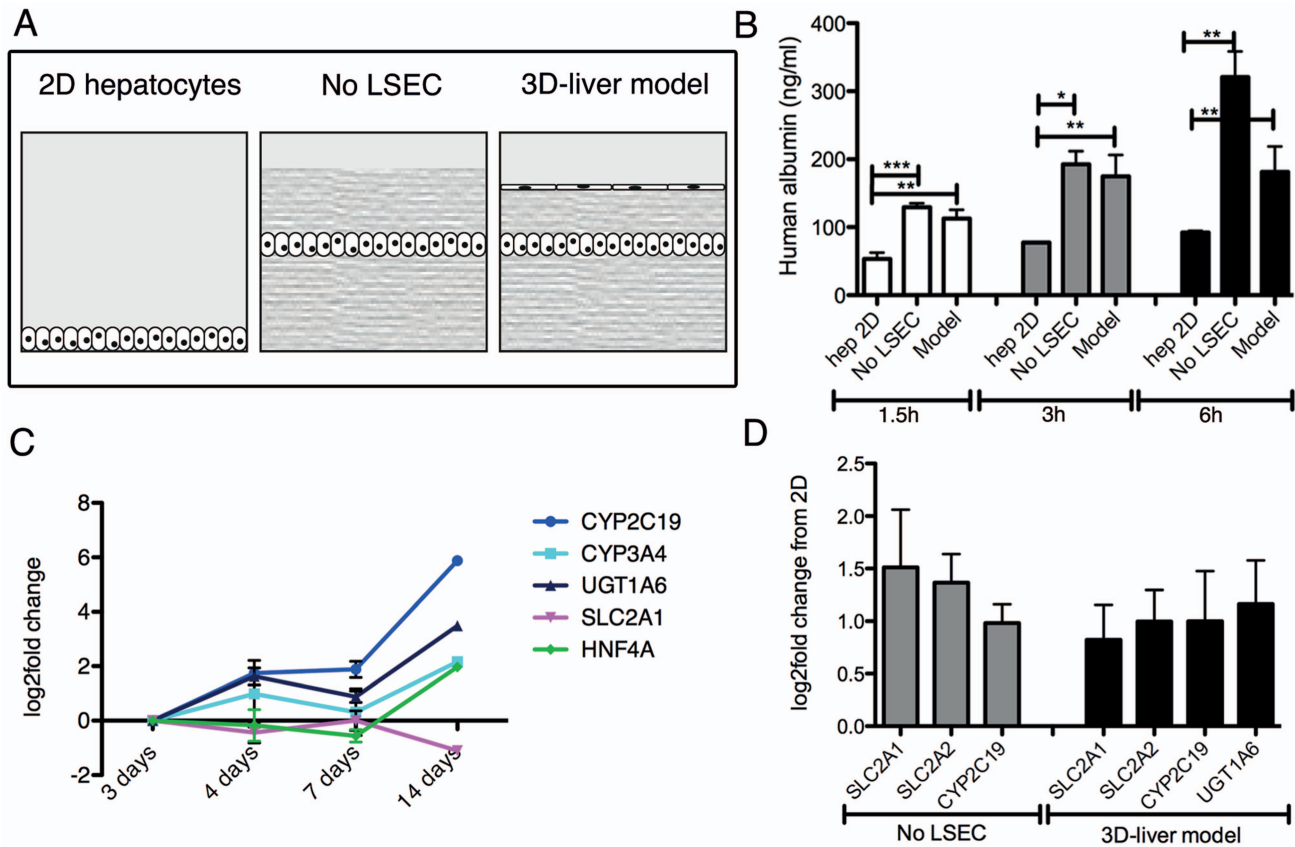 A
2D hepatocytes
No LSEC
3D-liver model
B
Human albumin (ng/ml)
400
300
200
100
0
***
**
*
**
**
**
hep 2D
No LSEC
Model
hep 2D
No LSEC
Model
hep 2D
No LSEC
Model
1.5h
3h
6h
C
log2fold change
8
6
4
2
0
-2
3 days
4 days
7 days
14 days
CYP2C19
CYP3A4
UGT1A6
SLC2A1
HNF4A
D
log2fold change from 2D
2.5
2.0
1.5
1.0
0.5
0.0
SLC2A1
SLC2A2
CYP2C19
SLC2A1
SLC2A2
CYP2C19
UGT1A6
No LSEC
3D-liver model